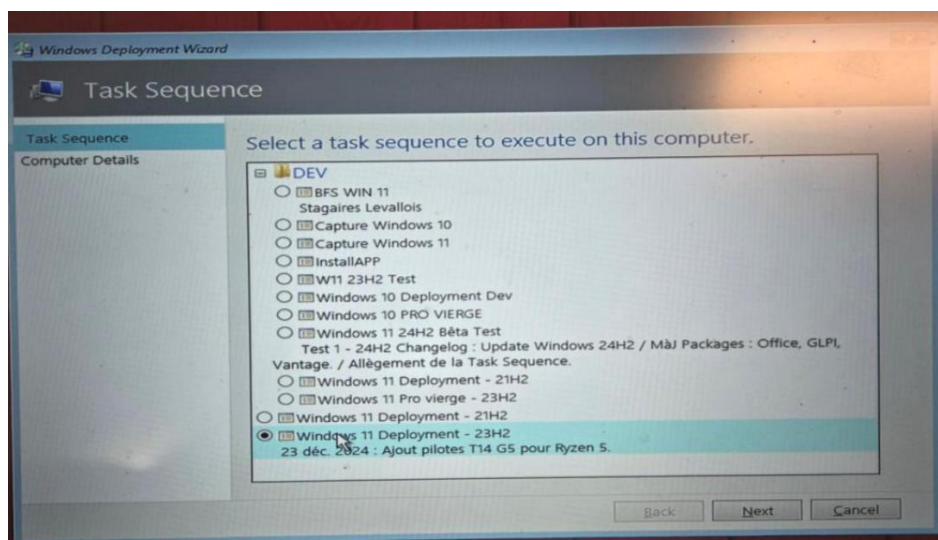 Windows Deployment Wizard
Task Sequence
Task Sequence
Computer Details
Select a task sequence to execute on this computer.
DEV
BFS WIN 11
Stagaires Levallois
Capture Windows 10
Capture Windows 11
InstallAPP
W11 23H2 Test
Windows 10 Deployment Dev
Windows 10 PRO VIERGE
Windows 11 24H2 Bêta Test
Test 1 - 24H2 Changelog : Update Windows 24H2 / MàJ Packages : Office, GLPI,
Vantage. / Allègement de la Task Sequence.
Windows 11 Deployment - 21H2
Windows 11 Pro vierge - 23H2
Windows 11 Deployment - 21H2
Windows 11 Deployment - 23H2
23 déc. 2024 : Ajout pilotes T14 G5 pour Ryzen 5.
Back Next Cancel